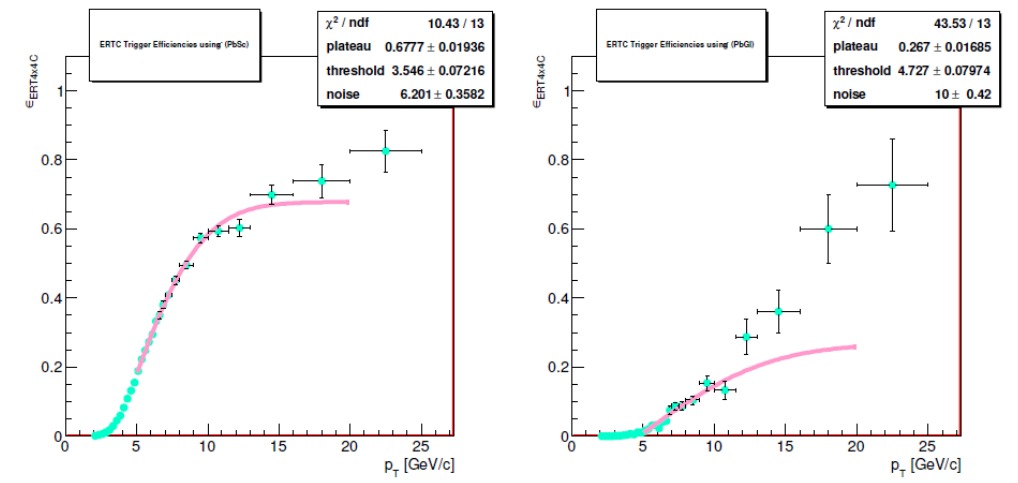 ERTC Trigger Efficiencies using (PbSc)
χ² / ndf 10.43 / 13
plateau 0.6777 ± 0.01936
threshold 3.546 ± 0.07216
noise 6.201 ± 0.3582
εERT4x4C
1
0.8
0.6
0.4
0.2
0
0 5 10 15 20 25
pT [GeV/c]
ERTC Trigger Efficiencies using (PbGl)
χ² / ndf 43.53 / 13
plateau 0.267 ± 0.01685
threshold 4.727 ± 0.07974
noise 10 ± 0.42
εERT4x4C
1
0.8
0.6
0.4
0.2
0
0 5 10 15 20 25
pT [GeV/c]